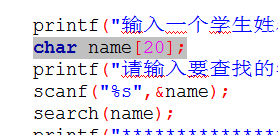 printf("输入一个学生姓
char name[20];
printf("请输入要查找的
scanf("%s",&name);
search(name);
printf("****************